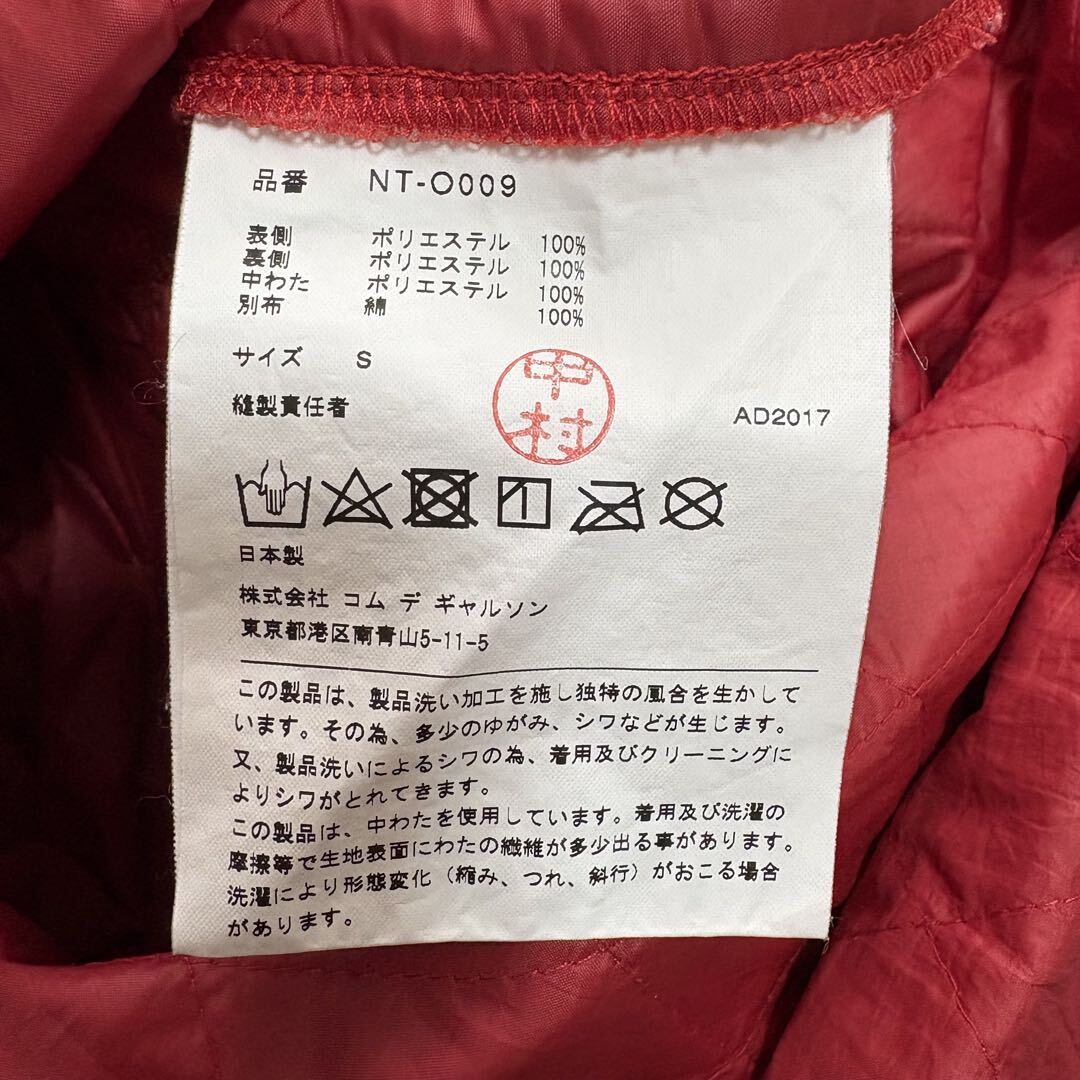 品番 NT-O009
表側 ポリエステル 100%
裏側 ポリエステル 100%
中わた ポリエステル 100%
別布 綿 100%
サイズ S
中村
縫製責任者 AD2017
日本製
株式会社 コム デ ギャルソン
東京都港区南青山5-11-5
この製品は、製品洗い加工を施し独特の風合を生かして
います。その為、多少のゆがみ、シワなどが生じます。
又、製品洗いによるシワの為、着用及びクリーニングに
よりシワがとれてきます。
この製品は、中わたを使用しています。着用及び洗濯の
摩擦等で生地表面にわたの繊維が多少出る事があります。
洗濯により形態変化（縮み、つれ、斜行）がおこる場合
があります。